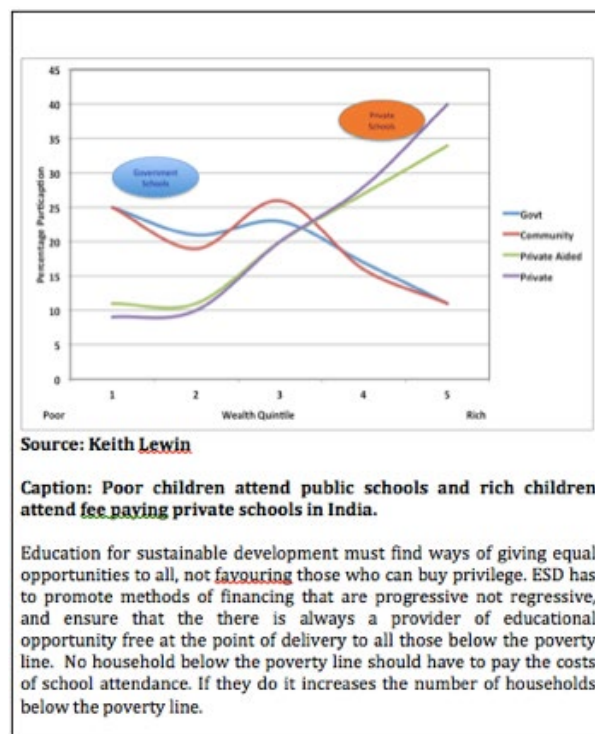 45
40
35
30
25
20
15
10
5
0
Percentage Particaption
Government
Schools
Private
Schools
Govt
Community
Private Aided
Private
1 2 3 4 5
Poor Wealth Quintile Rich
Source: Keith Lewin
Caption: Poor children attend public schools and rich children
attend fee paying private schools in India.
Education for sustainable development must find ways of giving equal
opportunities to all, not favouring those who can buy privilege. ESD has
to promote methods of financing that are progressive not regressive,
and ensure that the there is always a provider of educational
opportunity free at the point of delivery to all those below the poverty
line. No household below the poverty line should have to pay the costs
of school attendance. If they do it increases the number of households
below the poverty line.